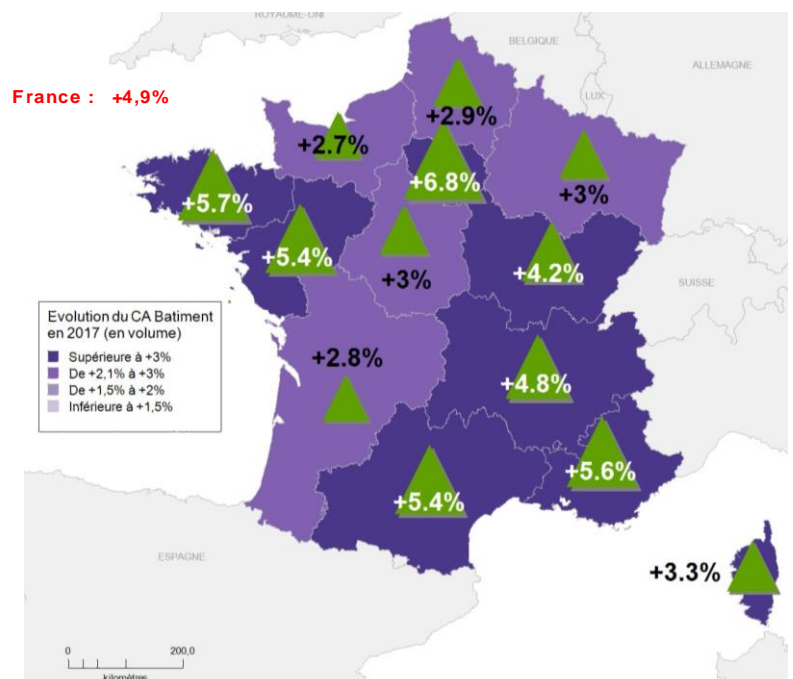 ROYAUME-UNI
BELGIQUE
ALLEMAGNE
France : +4,9%
LUX
+2.9%
+2.7%
+6.8%
+3%
+5.7%
+5.4%
+4.2%
+3%
SUISSE
Evolution du CA Batiment
en 2017 (en volume)
Supérieure à +3%
De +2,1% à +3%
De +1,5% à +2%
Inférieure à +1,5%
+2.8%
+4.8%
+5.6%
+5.4%
ESPAGNE
+3.3%
0 200,0
kilomètres